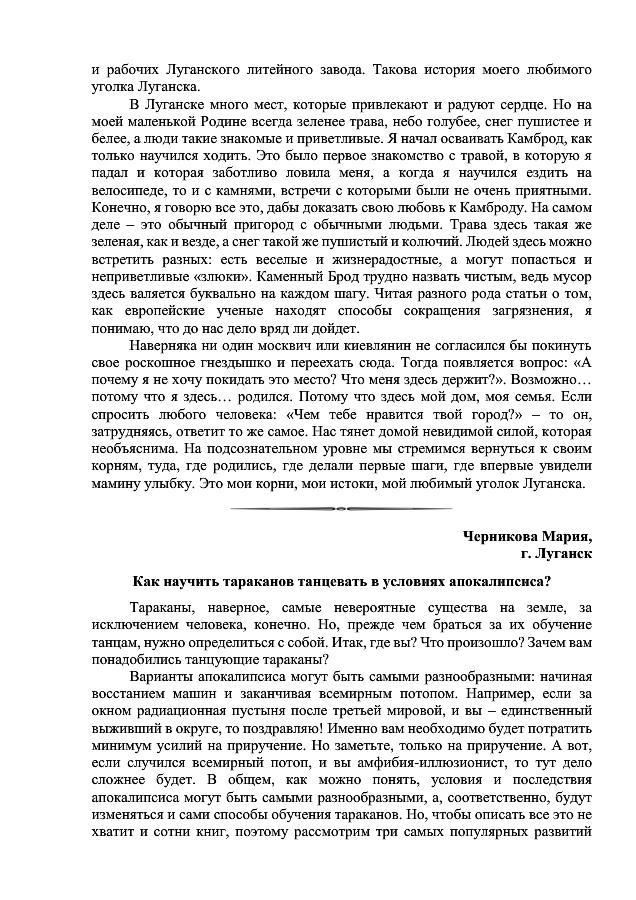 и рабочих Луганского литейного завода. Такова история моего любимого
уголка Луганска.
В Луганске много мест, которые привлекают и радуют сердце. Но на
моей маленькой Родине всегда зеленее трава, небо голубее, снег пушистее и
белее, а люди такие знакомые и приветливые. Я начал осваивать Камброд, как
только научился ходить. Это было первое знакомство с травой, в которую я
падал и которая заботливо ловила меня, а когда я научился ездить на
велосипеде, то и с камнями, встречи с которыми были не очень приятными.
Конечно, я говорю все это, дабы доказать свою любовь к Камброду. На самом
деле – это обычный пригород с обычными людьми. Трава здесь такая же
зеленая, как и везде, а снег такой же пушистый и колючий. Людей здесь можно
встретить разных: есть веселые и жизнерадостные, а могут попасться и
неприветливые «злюки». Каменный Брод трудно назвать чистым, ведь мусор
здесь валяется буквально на каждом шагу. Читая разного рода статьи о том,
как европейские ученые находят способы сокращения загрязнения, я
понимаю, что до нас дело вряд ли дойдет.
Наверняка ни один москвич или киевлянин не согласился бы покинуть
свое роскошное гнездышко и переехать сюда. Тогда появляется вопрос: «А
почему я не хочу покидать это место? Что меня здесь держит?». Возможно…
потому что я здесь… родился. Потому что здесь мой дом, моя семья. Если
спросить любого человека: «Чем тебе нравится твой город?» – то он,
затрудняясь, ответит то же самое. Нас тянет домой невидимой силой, которая
необъяснима. На подсознательном уровне мы стремимся вернуться к своим
корням, туда, где родились, где делали первые шаги, где впервые увидели
мамину улыбку. Это мои корни, мои истоки, мой любимый уголок Луганска.
Черникова Мария,
г. Луганск
Как научить тараканов танцевать в условиях апокалипсиса?
Тараканы, наверное, самые невероятные существа на земле, за
исключением человека, конечно. Но, прежде чем браться за их обучение
танцам, нужно определиться с собой. Итак, где вы? Что произошло? Зачем вам
понадобились танцующие тараканы?
Варианты апокалипсиса могут быть самыми разнообразными: начиная
восстанием машин и заканчивая всемирным потопом. Например, если за
окном радиационная пустыня после третьей мировой, и вы – единственный
выживший в округе, то поздравляю! Именно вам необходимо будет потратить
минимум усилий на приручение. Но заметьте, только на приручение. А вот,
если случился всемирный потоп, и вы амфибия-иллюзионист, то тут дело
сложнее будет. В общем, как можно понять, условия и последствия
апокалипсиса могут быть самыми разнообразными, а, соответственно, будут
изменяться и сами способы обучения тараканов. Но, чтобы описать все это не
хватит и сотни книг, поэтому рассмотрим три самых популярных развитий